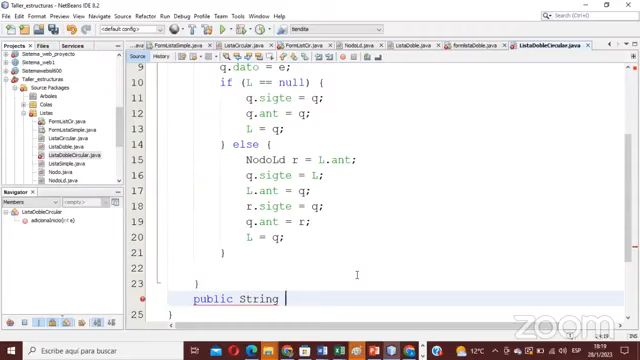 Taller_estructuras - NetBeans IDE 8.2
File Edit View Navigate Source Refactor Run Debug Profile Team Tools Window Help
Search (Ctrl+I)
<default config>
tendita
Projects Files Services
FormListaSimple.java ListaCircular.java FormListCir.java NodoLd.java ListaDoble.java formlistaDoble.java ListaDobleCircular.java
Source History
Sistema_web_proyecto
Sistema_web1
Taller_estructuras
Source Packages
Arboles
Colas
Listas
FormListCir.java
FormListaSimple.java
ListaCircular.java
ListaDoble.java
ListaDobleCircular.java
ListaSimple.java
Nodo.java
NodoLd.java
Navigator
Members <empty>
ListaDobleCircular
adicionaInicio(int e)
9 q.dato = e;
10 if (L == null) {
11 q.sigte = q;
12 q.ant = q;
13 L = q;
14 } else {
15 NodoLd r = L.ant;
16 q.sigte = L;
17 L.ant = q;
18 r.sigte = q;
19 q.ant = r;
20 L = q;
21 }
22
23 }
public String
25 }
zoom
Escribe aquí para buscar
12°C
ESP
18:19
28/1/2023